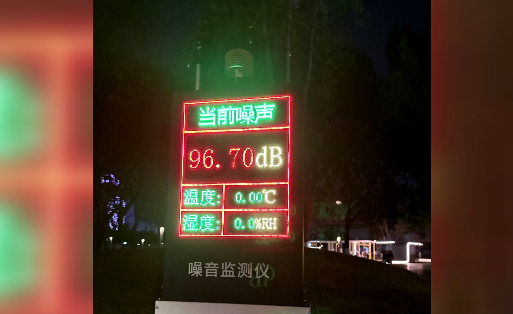 当前噪声
96.70dB
温度: 0.00℃
湿度: 0.0%RH
噪音监测仪